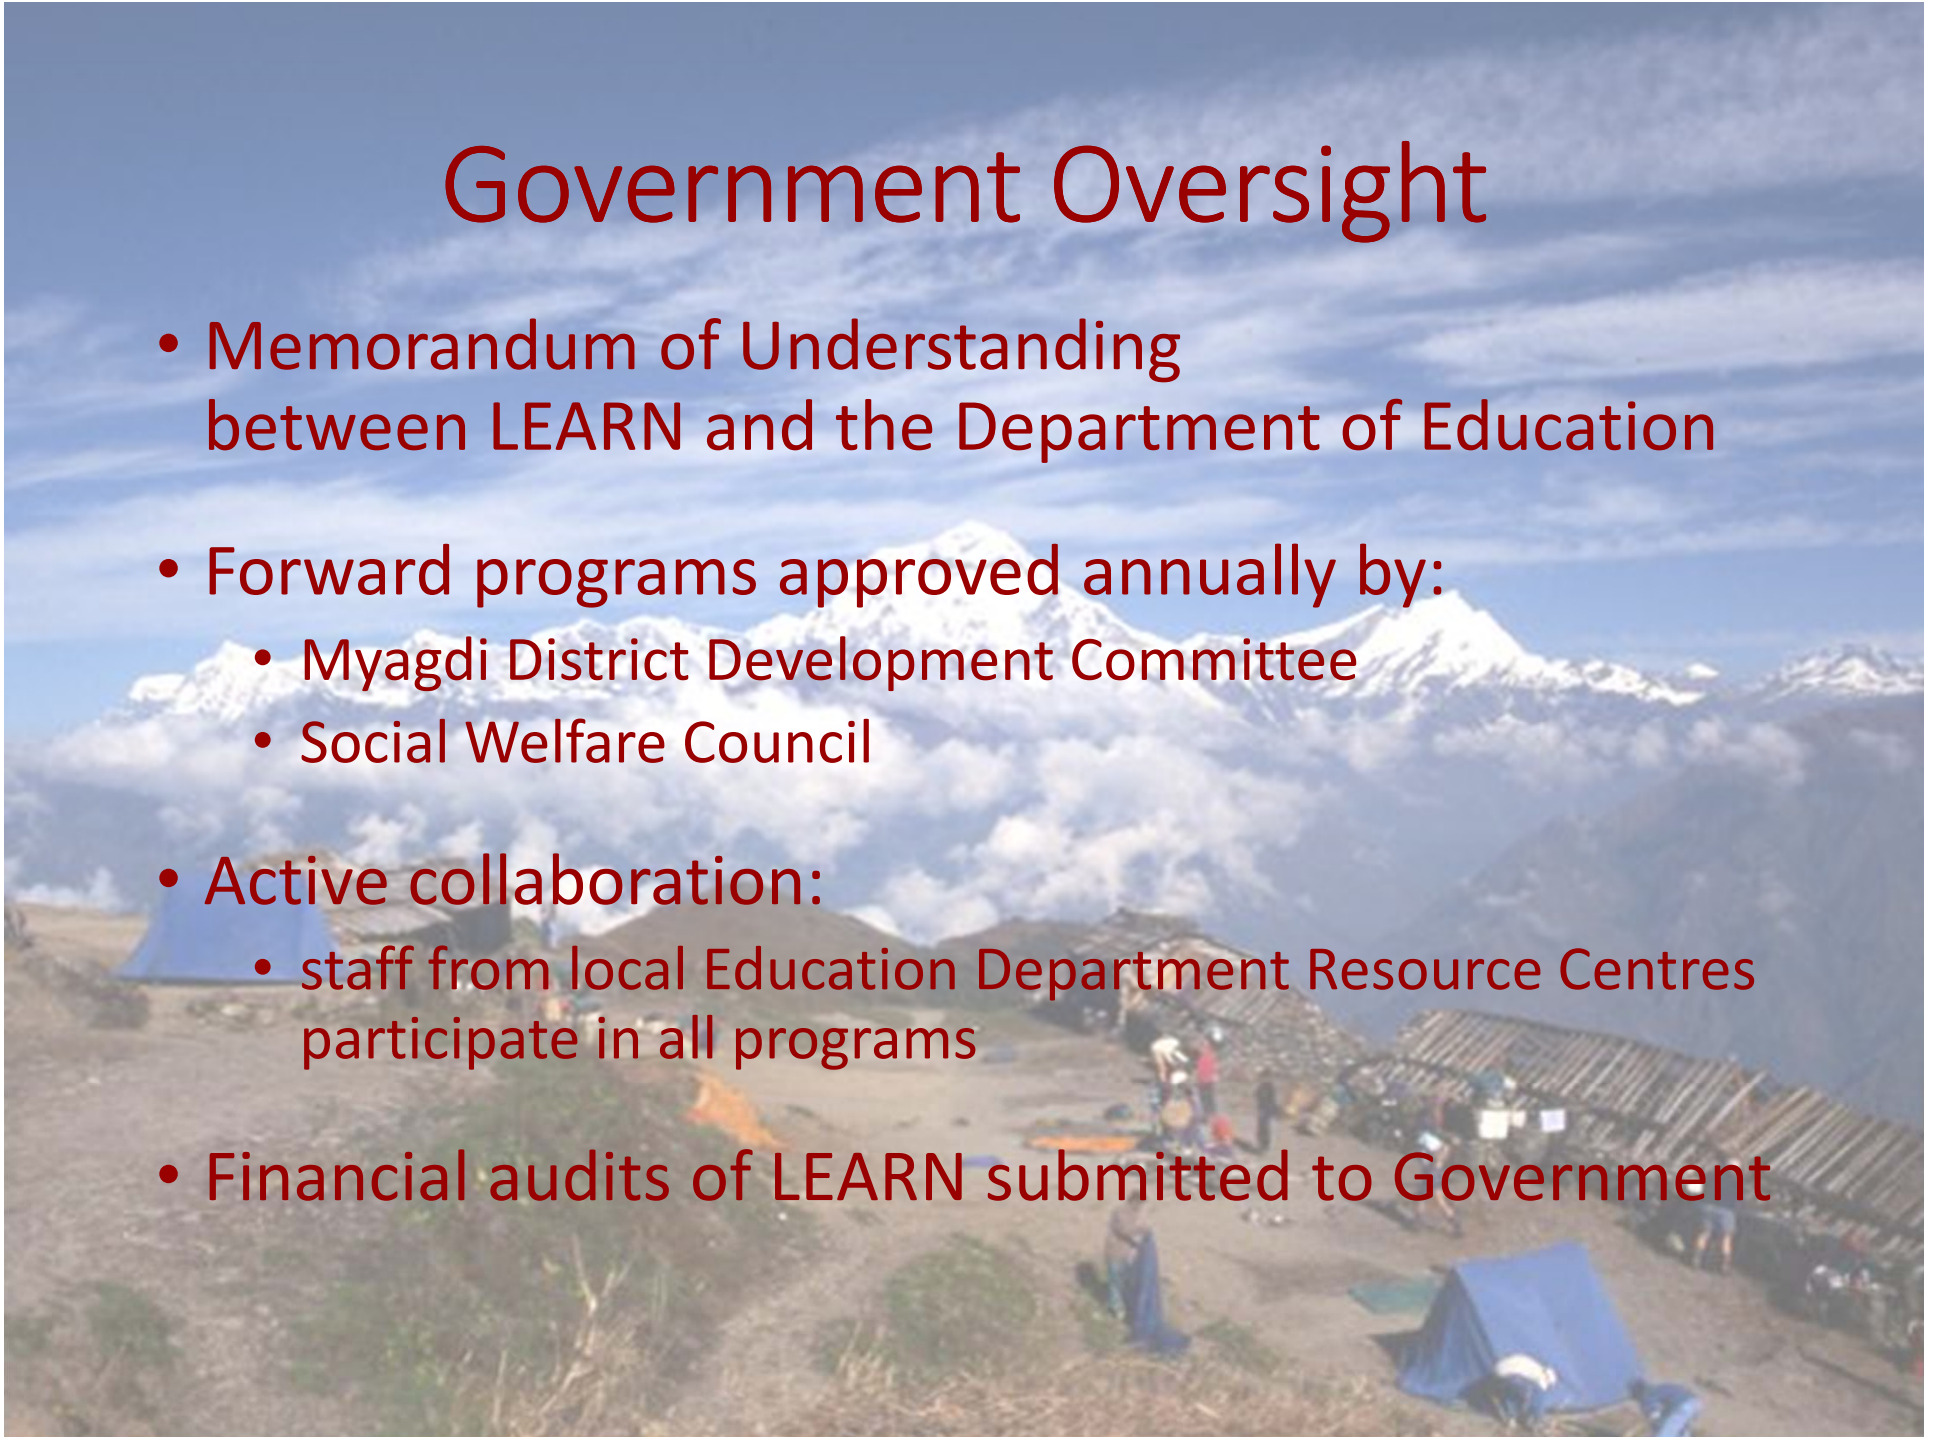 Government Oversight
• Memorandum of Understanding
between LEARN and the Department of Education
• Forward programs approved annually by:
• Myagdi District Development Committee
• Social Welfare Council
• Active collaboration:
• staff from local Education Department Resource Centres
participate in all programs
• Financial audits of LEARN submitted to Government